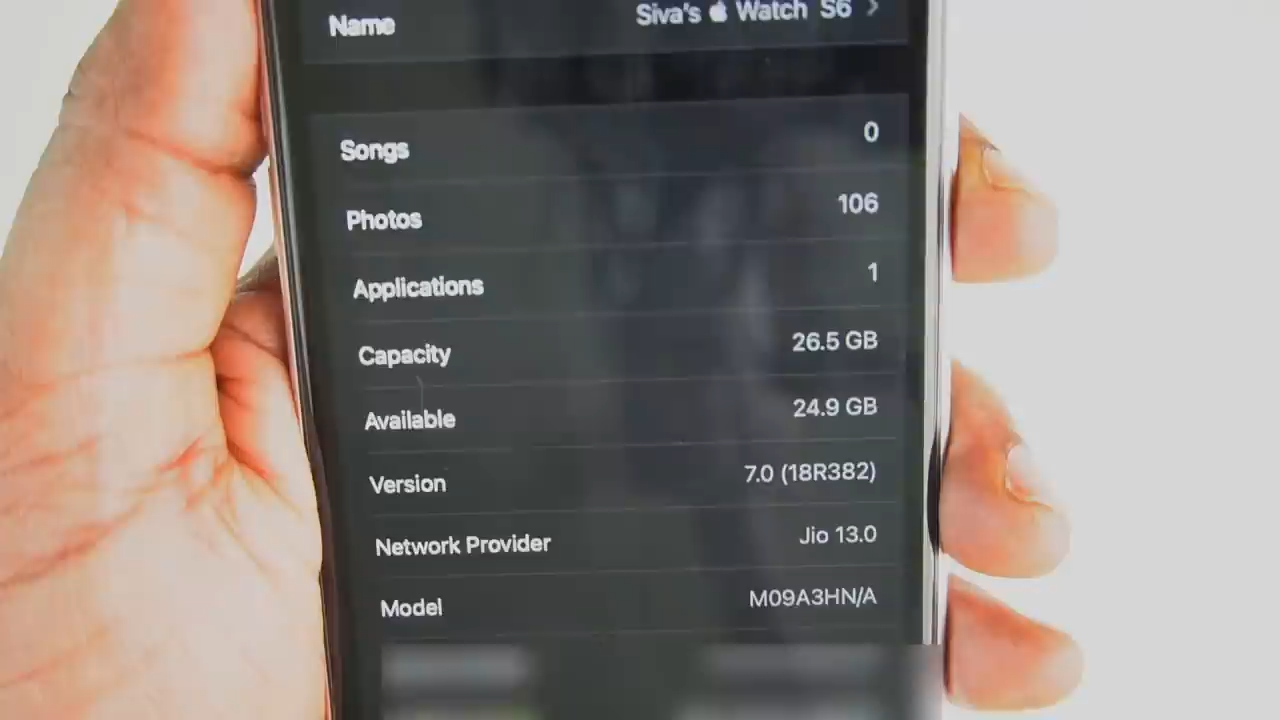 Name Siva's  Watch S6 >
Songs 0
Photos 106
Applications 1
Capacity 26.5 GB
Available 24.9 GB
Version 7.0 (18R382)
Network Provider Jio 13.0
Model M09A3HN/A